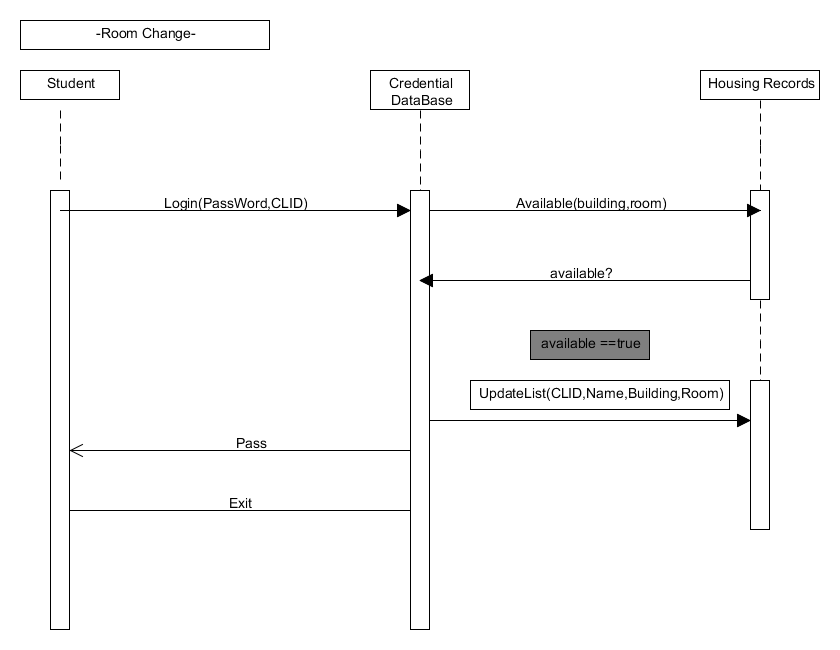 -Room Change-
Student
Credential
DataBase
Housing Records
Login(PassWord,CLID)
Available(building,room)
available?
available ==true
UpdateList(CLID,Name,Building,Room)
Pass
Exit